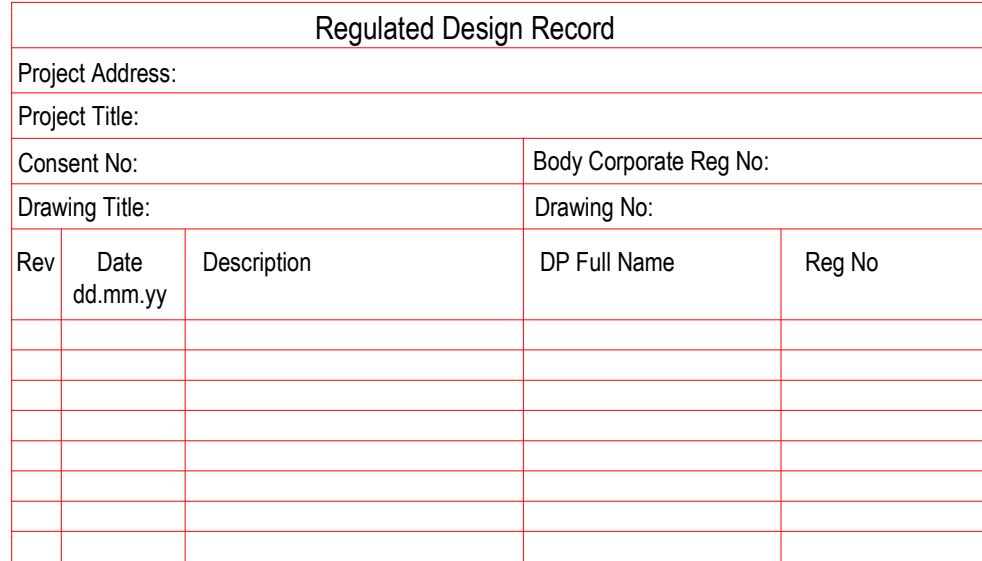 Regulated Design Record
Project Address:
Project Title:
Consent No:
Body Corporate Reg No:
Drawing Title:
Drawing No:
Rev
Date
dd.mm.yy
Description
DP Full Name
Reg No